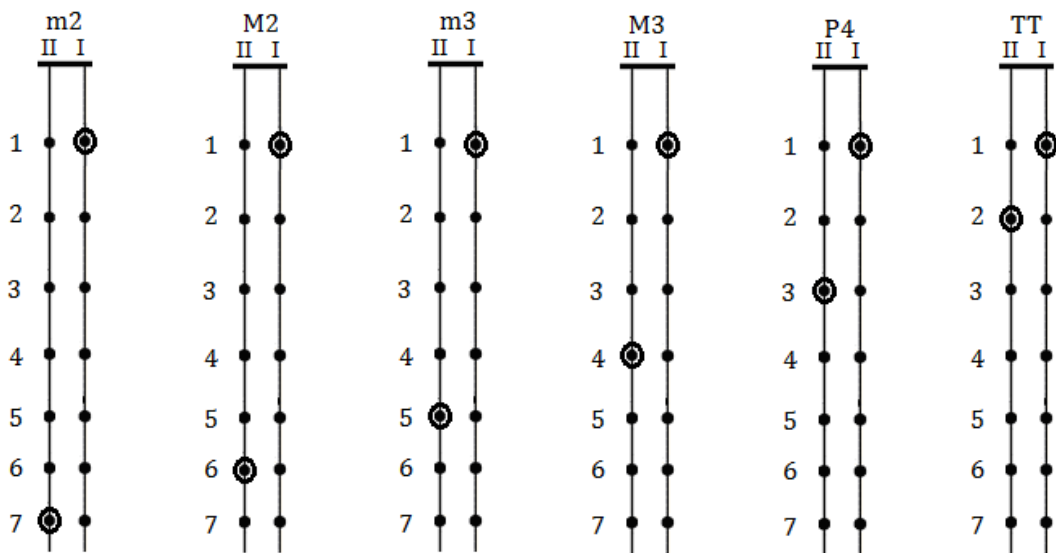 m2 M2 m3 M3 P4 TT
II I II I II I II I II I II I
1 1 1 1 1 1
2 2 2 2 2 2
3 3 3 3 3 3
4 4 4 4 4 4
5 5 5 5 5 5
6 6 6 6 6 6
7 7 7 7 7 7